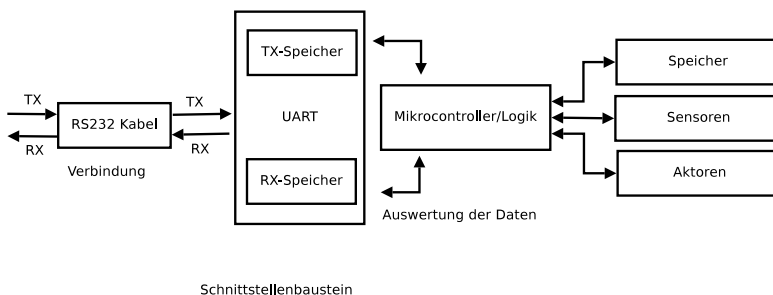 TX-Speicher
Speicher
TX
TX
RS232 Kabel
UART
Mikrocontroller/Logik
Sensoren
RX
RX
Verbindung
RX-Speicher
Aktoren
Auswertung der Daten
Schnittstellenbaustein